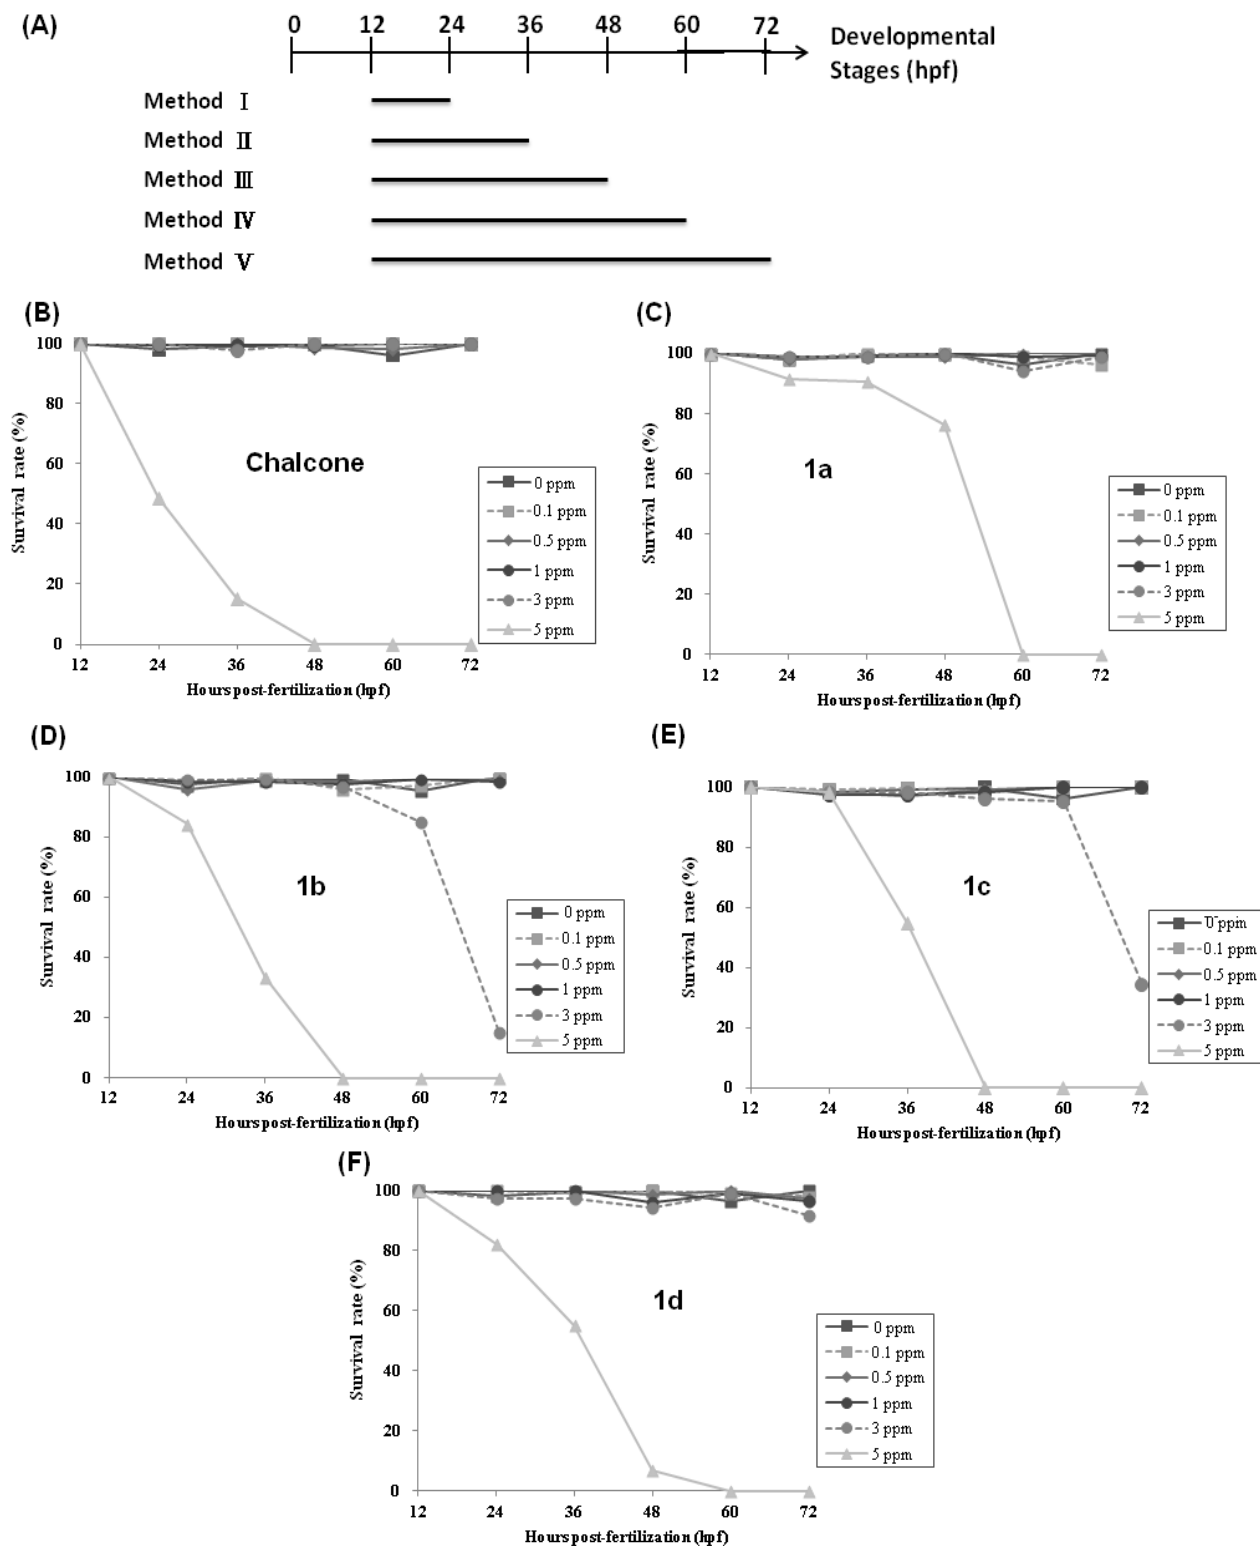 (A)
0 12 24 36 48 60 72
Developmental
Stages (hpf)
Method Ⅰ
Method Ⅱ
Method Ⅲ
Method Ⅳ
Method Ⅴ
(B)
100
80
60
40
20
0
Survival rate (%)
Chalcone
0 ppm
0.1 ppm
0.5 ppm
1 ppm
3 ppm
5 ppm
12 24 36 48 60 72
Hours post-fertilization (hpf)
(C)
100
80
60
40
20
0
Survival rate (%)
1a
0 ppm
0.1 ppm
0.5 ppm
1 ppm
3 ppm
5 ppm
12 24 36 48 60 72
Hours post-fertilization (hpf)
(D)
100
80
60
40
20
0
Survival rate (%)
1b
0 ppm
0.1 ppm
0.5 ppm
1 ppm
3 ppm
5 ppm
12 24 36 48 60 72
Hours post-fertilization (hpf)
(E)
100
80
60
40
20
0
Survival rate (%)
1c
0 ppm
0.1 ppm
0.5 ppm
1 ppm
3 ppm
5 ppm
12 24 36 48 60 72
Hours post-fertilization (hpf)
(F)
100
80
60
40
20
0
Survival rate (%)
1d
0 ppm
0.1 ppm
0.5 ppm
1 ppm
3 ppm
5 ppm
12 24 36 48 60 72
Hours post-fertilization (hpf)